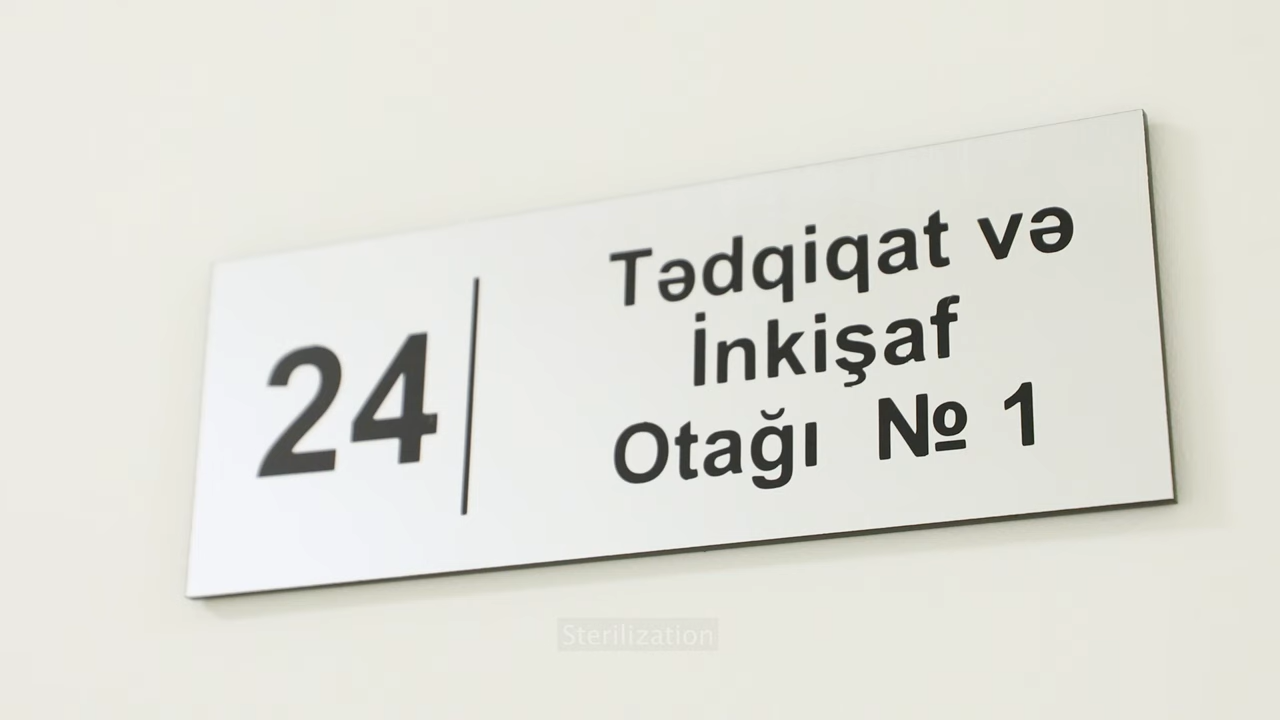 24
Tədqiqat və
İnkişaf
Otağı № 1
Sterilization